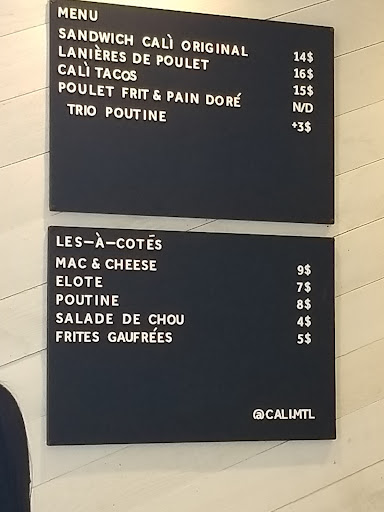 MENU
SANDWICH CALÌ ORIGINAL 14$
LANIÈRES DE POULET 16$
CALÌ TACOS 15$
POULET FRIT & PAIN DORÉ N/D
TRIO POUTINE +3$
LES-À-COTÉS
MAC & CHEESE 9$
ELOTE 7$
POUTINE 8$
SALADE DE CHOU 4$
FRITES GAUFRÉES 5$
@CALI.MTL